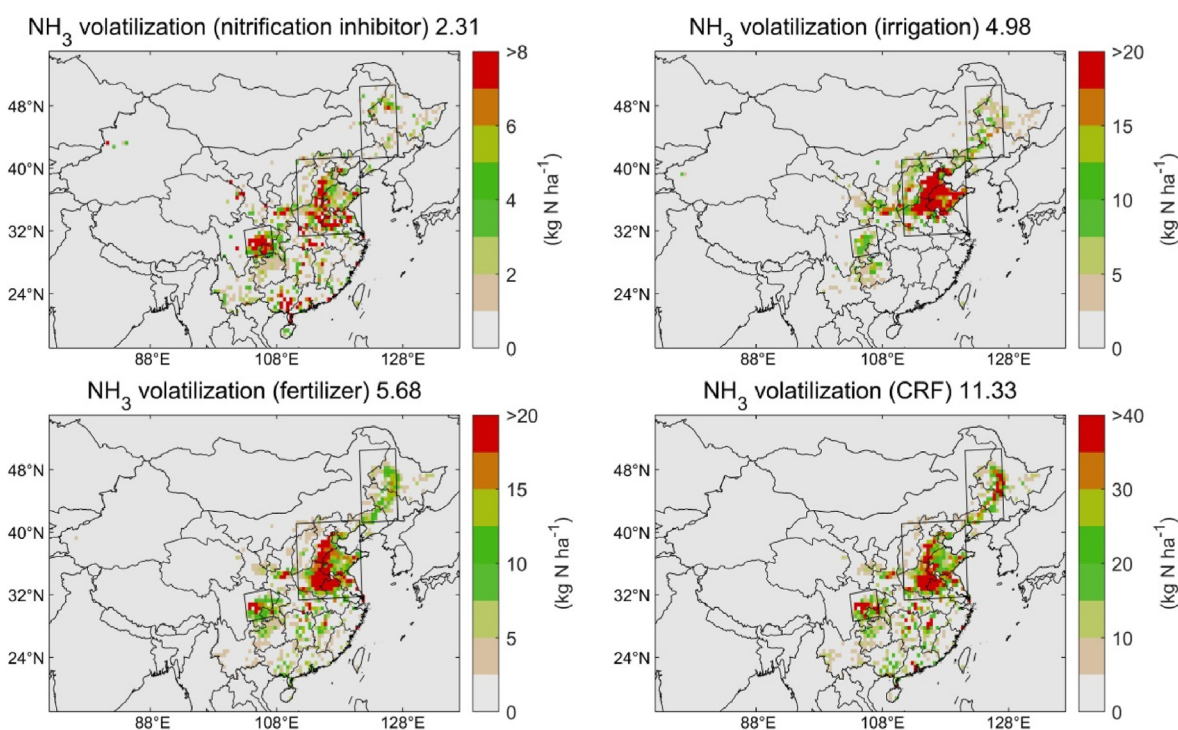 NH3 volatilization (nitrification inhibitor) 2.31
>8
6
4
2
0
(kg N ha-1)
48°N
40°N
32°N
24°N
88°E 108°E 128°E
NH3 volatilization (irrigation) 4.98
>20
15
10
5
0
(kg N ha-1)
48°N
40°N
32°N
24°N
88°E 108°E 128°E
NH3 volatilization (fertilizer) 5.68
>20
15
10
5
0
(kg N ha-1)
48°N
40°N
32°N
24°N
88°E 108°E 128°E
NH3 volatilization (CRF) 11.33
>40
30
20
10
0
(kg N ha-1)
48°N
40°N
32°N
24°N
88°E 108°E 128°E